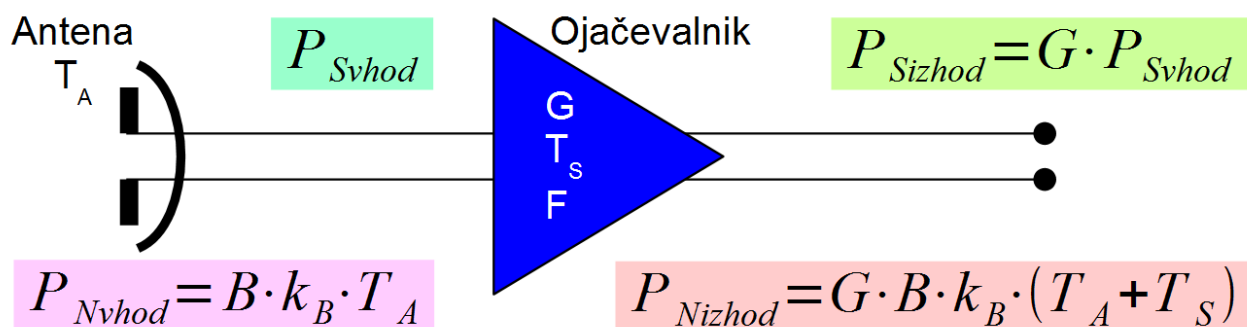 Antena
T_A
P_Svhod
Ojačevalnik
P_Sizhod = G · P_Svhod
G
T_S
F
P_Nvhod = B · k_B · T_A
P_Nizhod = G · B · k_B · (T_A + T_S)